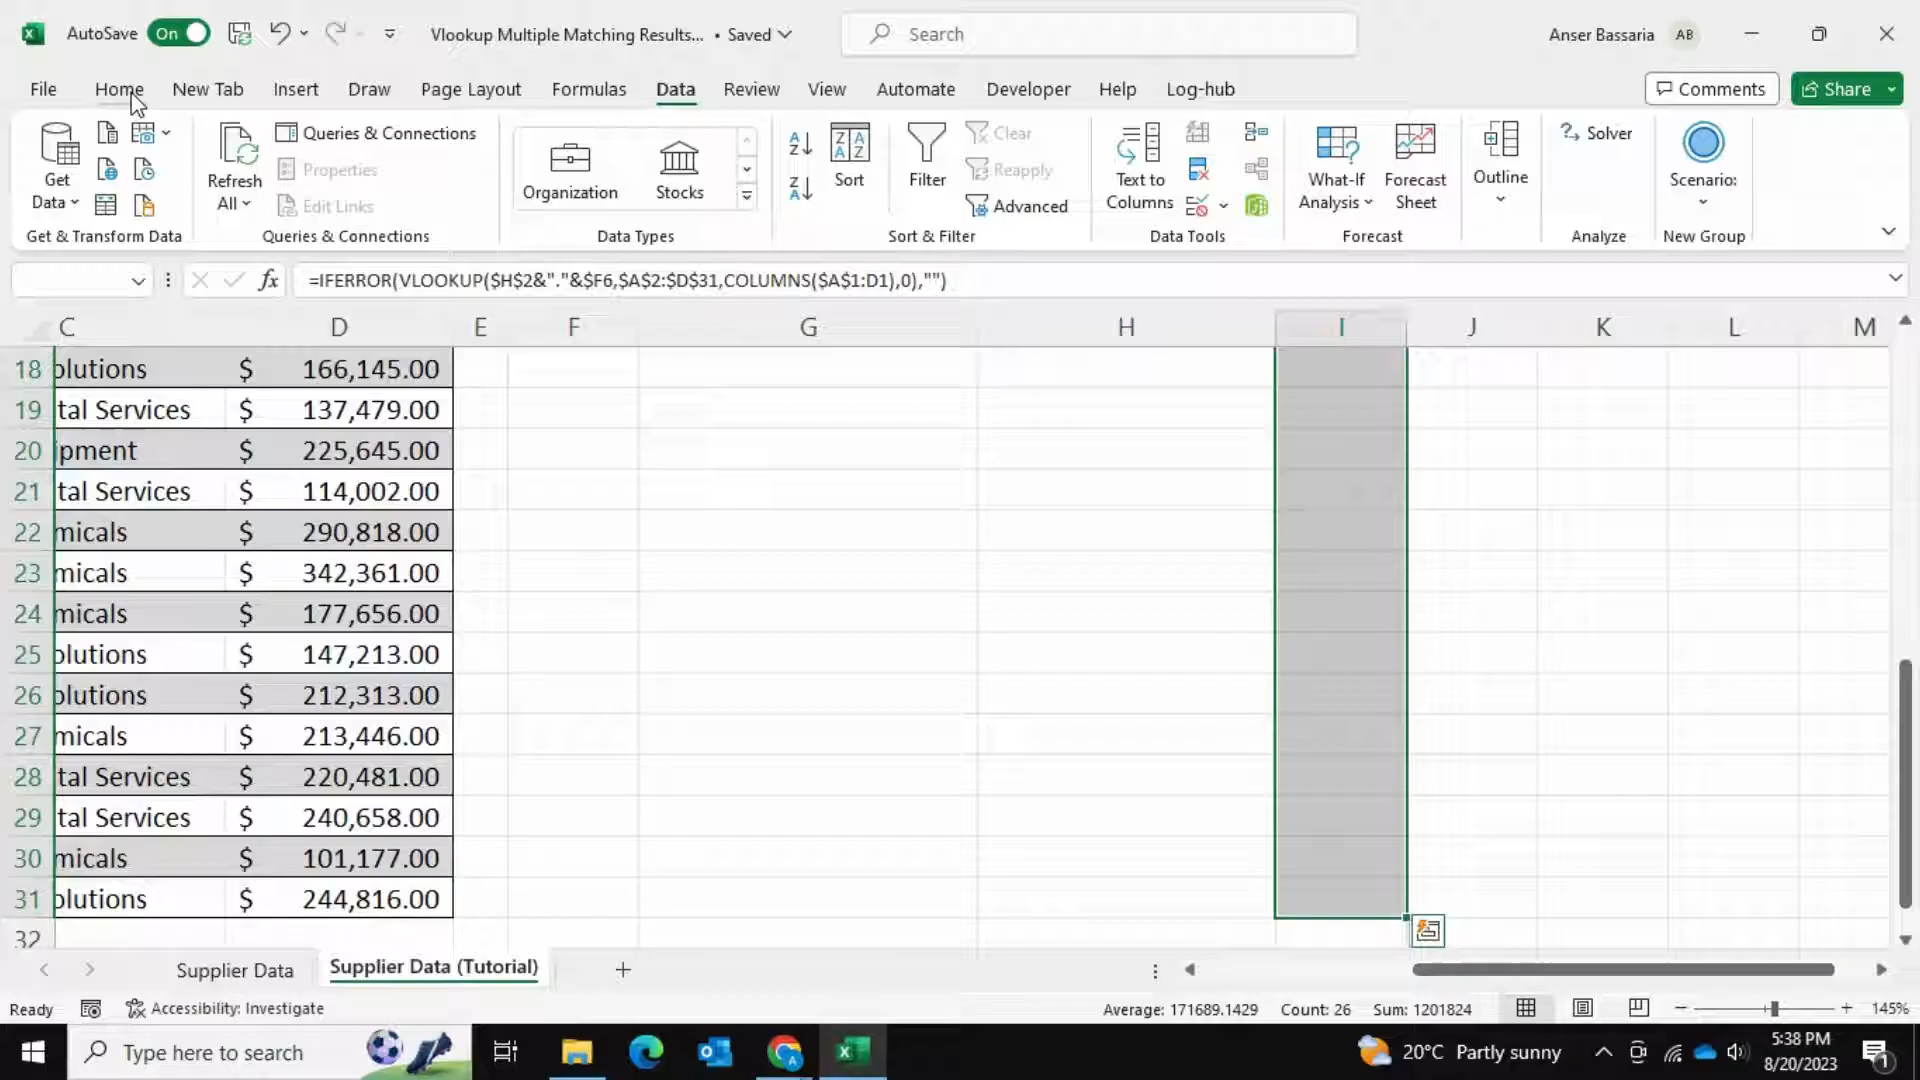 AutoSave On Vlookup Multiple Matching Results... • Saved Search Anser Bassaria AB
File Home New Tab Insert Draw Page Layout Formulas Data Review View Automate Developer Help Log-hub Comments Share
Get Data
Get & Transform Data
Refresh All
Queries & Connections
Properties
Edit Links
Queries & Connections
Organization Stocks
Data Types
Sort
Filter
Clear
Reapply
Advanced
Sort & Filter
Text to Columns
Data Tools
What-If Analysis
Forecast Sheet
Forecast
Outline
Solver
Analyze
Scenario:
New Group
fx =IFERROR(VLOOKUP($H$2&"."&$F6,$A$2:$D$31,COLUMNS($A$1:D1),0),"")
C D E F G H I J K L M
18 olutions $ 166,145.00
19 tal Services $ 137,479.00
20 ipment $ 225,645.00
21 tal Services $ 114,002.00
22 micals $ 290,818.00
23 micals $ 342,361.00
24 micals $ 177,656.00
25 olutions $ 147,213.00
26 olutions $ 212,313.00
27 micals $ 213,446.00
28 tal Services $ 220,481.00
29 tal Services $ 240,658.00
30 micals $ 101,177.00
31 olutions $ 244,816.00
32
Supplier Data Supplier Data (Tutorial)
Ready Accessibility: Investigate Average: 171689.1429 Count: 26 Sum: 1201824 145%
Type here to search 20°C Partly sunny 5:38 PM
8/20/2023 1